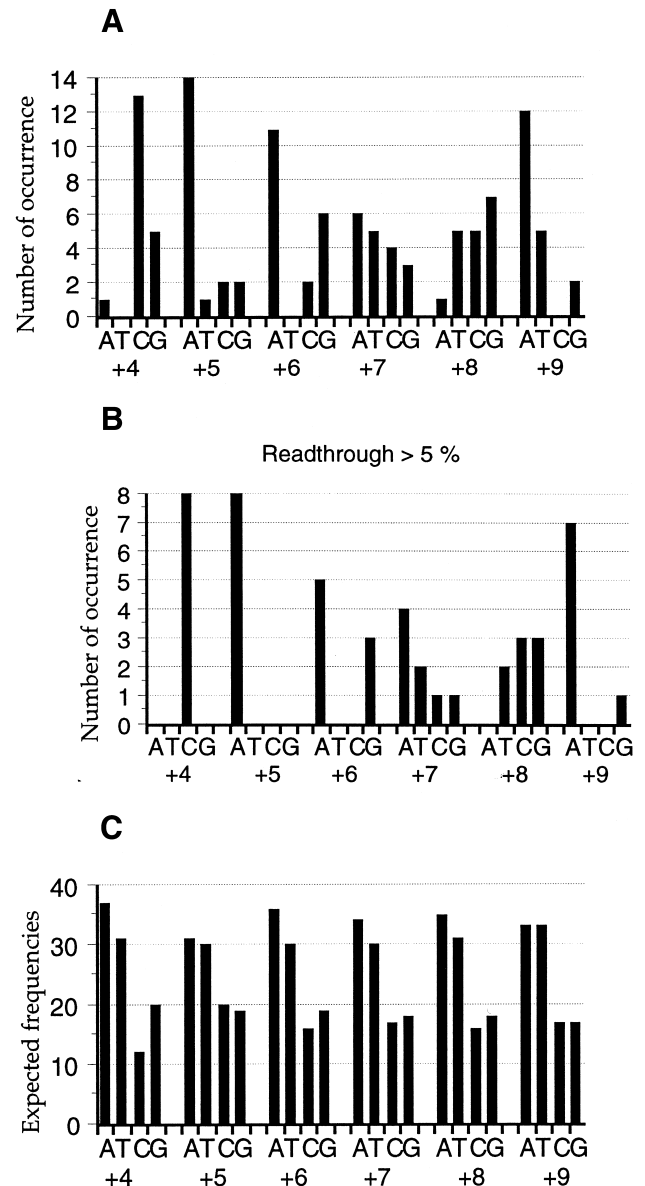 A
14
12
10
8
6
4
2
0
Number of occurrence
ATCG ATCG ATCG ATCG ATCG ATCG
+4 +5 +6 +7 +8 +9
B
Readthrough > 5 %
8
7
6
5
4
3
2
1
0
Number of occurrence
ATCG ATCG ATCG ATCG ATCG ATCG
+4 +5 +6 +7 +8 +9
C
40
30
20
10
0
Expected frequencies
ATCG ATCG ATCG ATCG ATCG ATCG
+4 +5 +6 +7 +8 +9